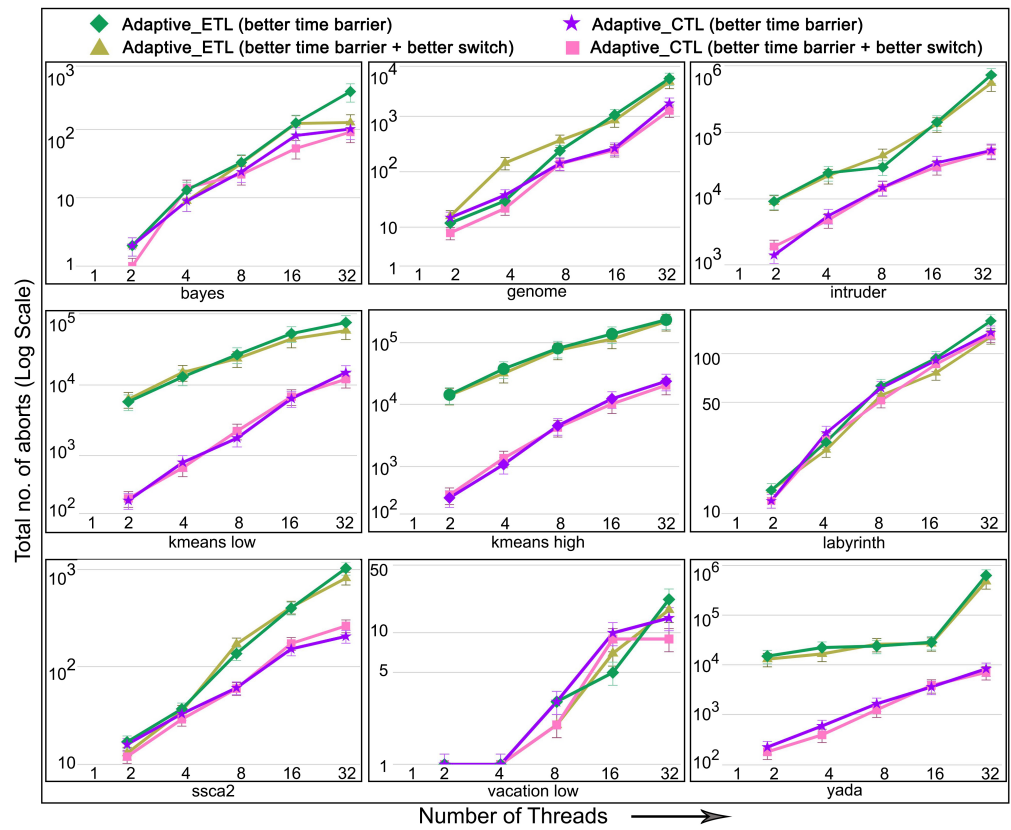 Adaptive_ETL (better time barrier)
Adaptive_CTL (better time barrier)
Adaptive_ETL (better time barrier + better switch)
Adaptive_CTL (better time barrier + better switch)
Total no. of aborts (Log Scale)
10³
10²
10
1
1 2 4 8 16 32
bayes
10⁴
10³
10²
10
1
1 2 4 8 16 32
genome
10⁶
10⁵
10⁴
10³
1 2 4 8 16 32
intruder
10⁵
10⁴
10³
10²
1 2 4 8 16 32
kmeans low
10⁵
10⁴
10³
10²
1 2 4 8 16 32
kmeans high
100
50
10
1 2 4 8 16 32
labyrinth
10³
10²
10
1 2 4 8 16 32
ssca2
50
10
5
1
1 2 4 8 16 32
vacation low
10⁶
10⁵
10⁴
10³
10²
1 2 4 8 16 32
yada
Number of Threads